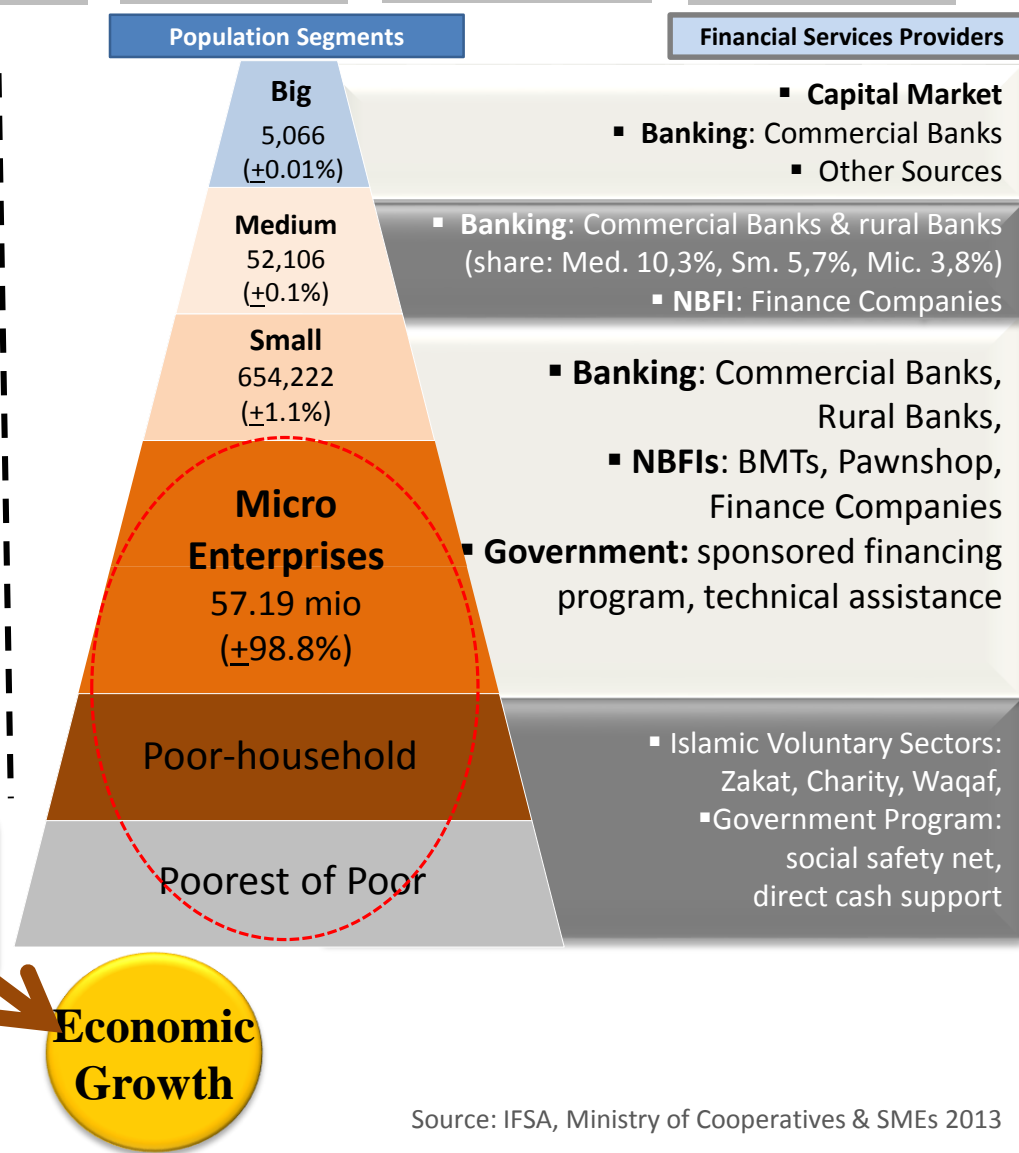 Population Segments
Financial Services Providers
Big
5,066
(+0.01%)
▪ Capital Market
▪ Banking: Commercial Banks
▪ Other Sources
Medium
52,106
(+0.1%)
▪ Banking: Commercial Banks & rural Banks
(share: Med. 10,3%, Sm. 5,7%, Mic. 3,8%)
▪ NBFI: Finance Companies
Small
654,222
(+1.1%)
Micro
Enterprises
57.19 mio
(+98.8%)
▪ Banking: Commercial Banks,
Rural Banks,
▪ NBFIs: BMTs, Pawnshop,
Finance Companies
▪ Government: sponsored financing
program, technical assistance
Poor-household
Poorest of Poor
▪ Islamic Voluntary Sectors:
Zakat, Charity, Waqaf,
▪Government Program:
social safety net,
direct cash support
Economic
Growth
Source: IFSA, Ministry of Cooperatives & SMEs 2013